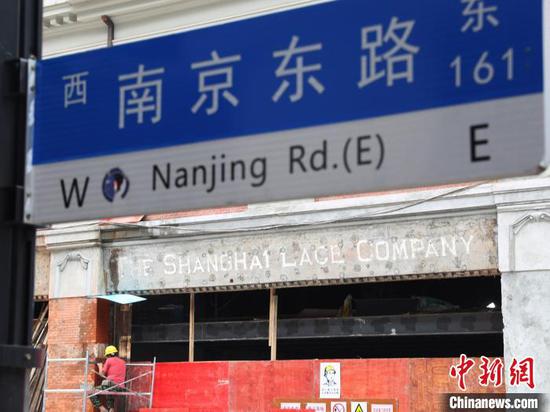 西 南京东路 东
161
W Nanjing Rd.(E) E
THE SHANGHAI LACE COMPANY
中新网
Chinanews.com